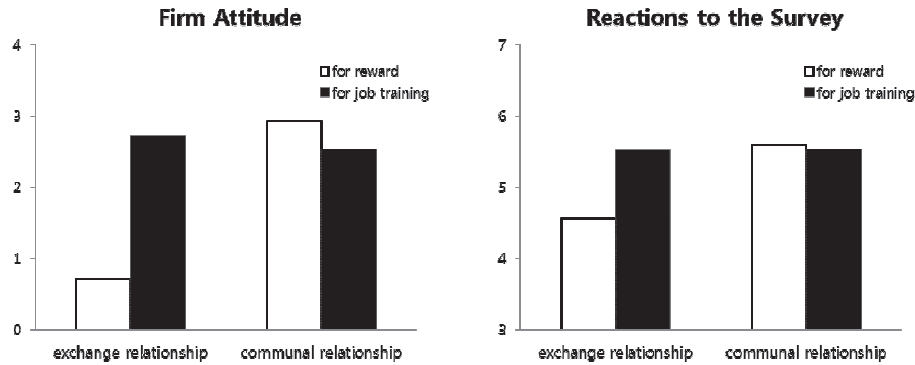 Firm Attitude
4
3
2
1
0
for reward
for job training
exchange relationship
communal relationship
Reactions to the Survey
7
6
5
4
3
for reward
for job training
exchange relationship
communal relationship